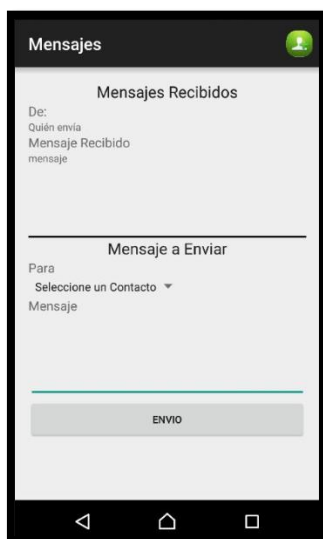 Mensajes
Mensajes Recibidos
De:
Quién envía
Mensaje Recibido
mensaje
Mensaje a Enviar
Para
Seleccione un Contacto
Mensaje
ENVIO